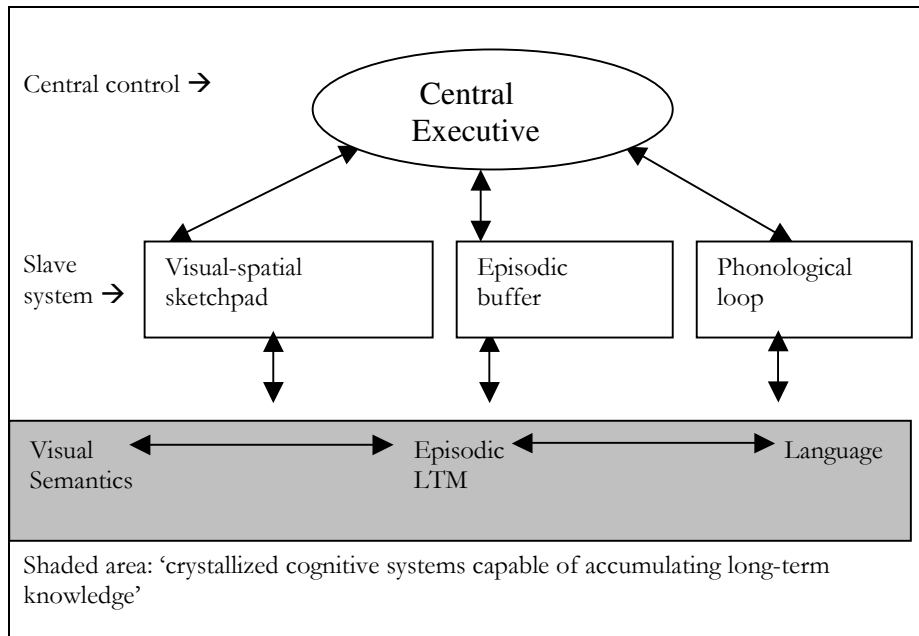 Central control →
Central
Executive
Slave
system →
Visual-spatial
sketchpad
Episodic
buffer
Phonological
loop
Visual
Semantics
Episodic
LTM
Language
Shaded area: ‘crystallized cognitive systems capable of accumulating long-term
knowledge’